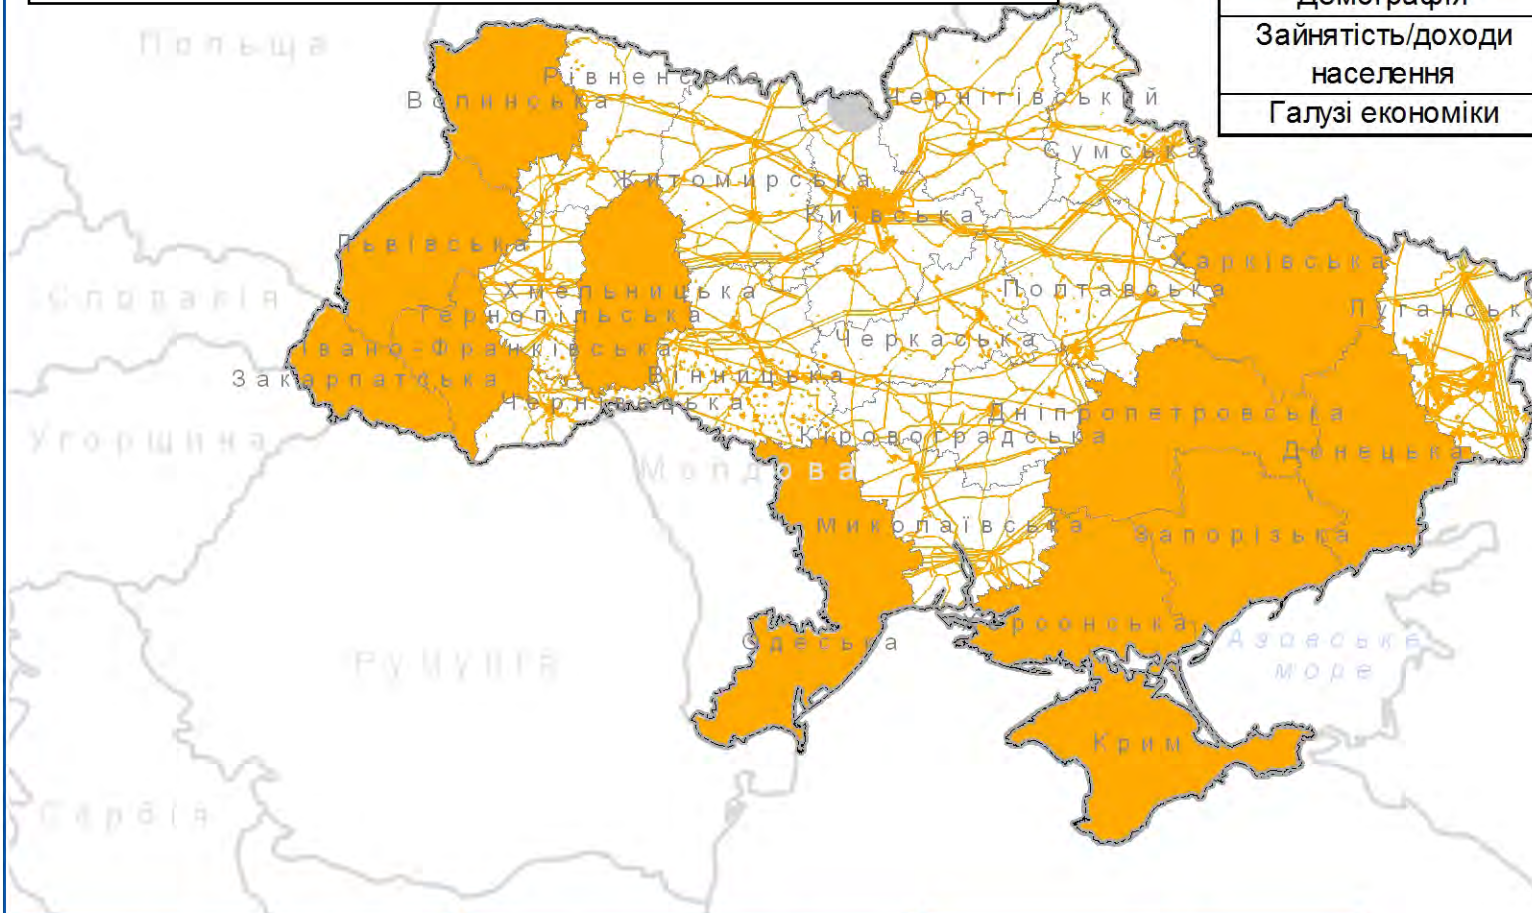 Демографія
Зайнятість/доходи
населення
Галузі економіки
Польща
Рівненська
Волинська
Чернігівський
Сумська
Житомирська
Київська
Львівська
Харківська
Словакія
Хмельницька
Полтавська
Тернопільська
Луганськ
Івано-Франківська
Черкаська
Закарпатська
Вінницька
Чернівецька
Дніпропетровська
Угорщина
Кіровоградська
Донецька
Молдова
Миколаївська
Запорізька
Херсонська
Одеська
Азовське
море
Румунія
Крим
Сербія